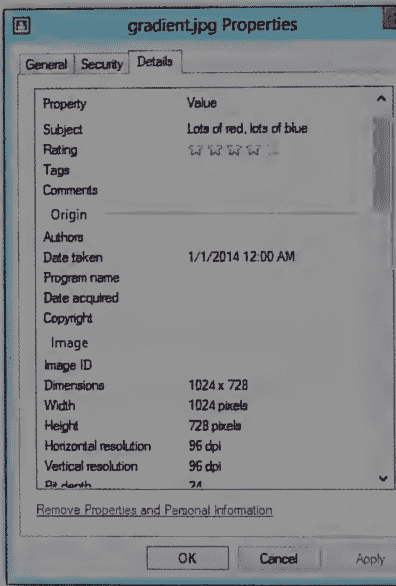 gradient.jpg Properties
General Security Details
Property Value
Subject Lots of red, lots of blue
Rating
Tags
Comments
Origin
Authors
Date taken 1/1/2014 12:00 AM
Program name
Date acquired
Copyright
Image
Image ID
Dimensions 1024 x 728
Width 1024 pixels
Height 728 pixels
Horizontal resolution 96 dpi
Vertical resolution 96 dpi
Bit depth 24
Remove Properties and Personal Information
OK Cancel Apply